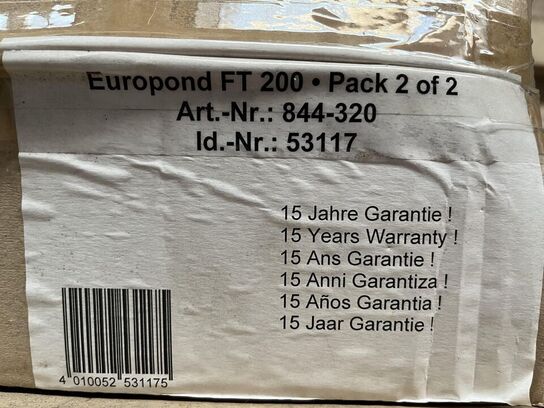 Europond FT 200 • Pack 2 of 2
Art.-Nr.: 844-320
Id.-Nr.: 53117
15 Jahre Garantie !
15 Years Warranty !
15 Ans Garantie !
15 Anni Garantiza !
15 Años Garantia !
15 Jaar Garantie !
4 010052 531175